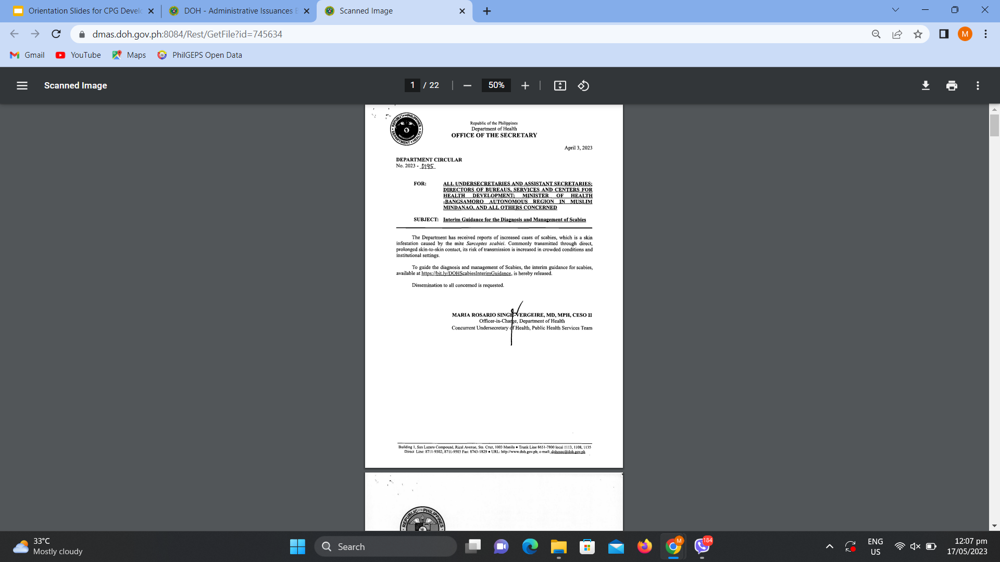 Orientation Slides for CPG Devel
DOH - Administrative Issuances
Scanned Image
dmas.doh.gov.ph:8084/Rest/GetFile?id=745634
M
Gmail
YouTube
Maps
PhilGEPS Open Data
Scanned Image
1 / 22
50%
REPUBLIC OF THE PHILIPPINES
DEPARTMENT OF HEALTH
Republic of the Philippines
Department of Health
OFFICE OF THE SECRETARY
April 3, 2023
DEPARTMENT CIRCULAR
No. 2023 - 0195
FOR: ALL UNDERSECRETARIES AND ASSISTANT SECRETARIES;
DIRECTORS OF BUREAUS, SERVICES AND CENTERS FOR
HEALTH DEVELOPMENT; MINISTER OF HEALTH
-BANGSAMORO AUTONOMOUS REGION IN MUSLIM
MINDANAO, AND ALL OTHERS CONCERNED
SUBJECT: Interim Guidance for the Diagnosis and Management of Scabies
The Department has received reports of increased cases of scabies, which is a skin
infestation caused by the mite Sarcoptes scabiei. Commonly transmitted through direct,
prolonged skin-to-skin contact, its risk of transmission is increased in crowded conditions and
institutional settings.
To guide the diagnosis and management of Scabies, the interim guidance for scabies,
available at https://bit.ly/DOHScabiesInterimGuidance, is hereby released.
Dissemination to all concerned is requested.
MARIA ROSARIO SINGH-VERGEIRE, MD, MPH, CESO II
Officer-in-Charge, Department of Health
Concurrent Undersecretary of Health, Public Health Services Team
Building 1, San Lazaro Compound, Rizal Avenue, Sta. Cruz, 1003 Manila ● Trunk Line 8651-7800 local 1113, 1108, 1135
Direct Line: 8711-9502; 8711-9503 Fax: 8743-1829 ● URL: http://www.doh.gov.ph; e-mail: dohosec@doh.gov.ph
REPUBLIC OF THE PHILIPPINES
33°C
Mostly cloudy
Search
M
184
ENG
US
12:07 pm
17/05/2023